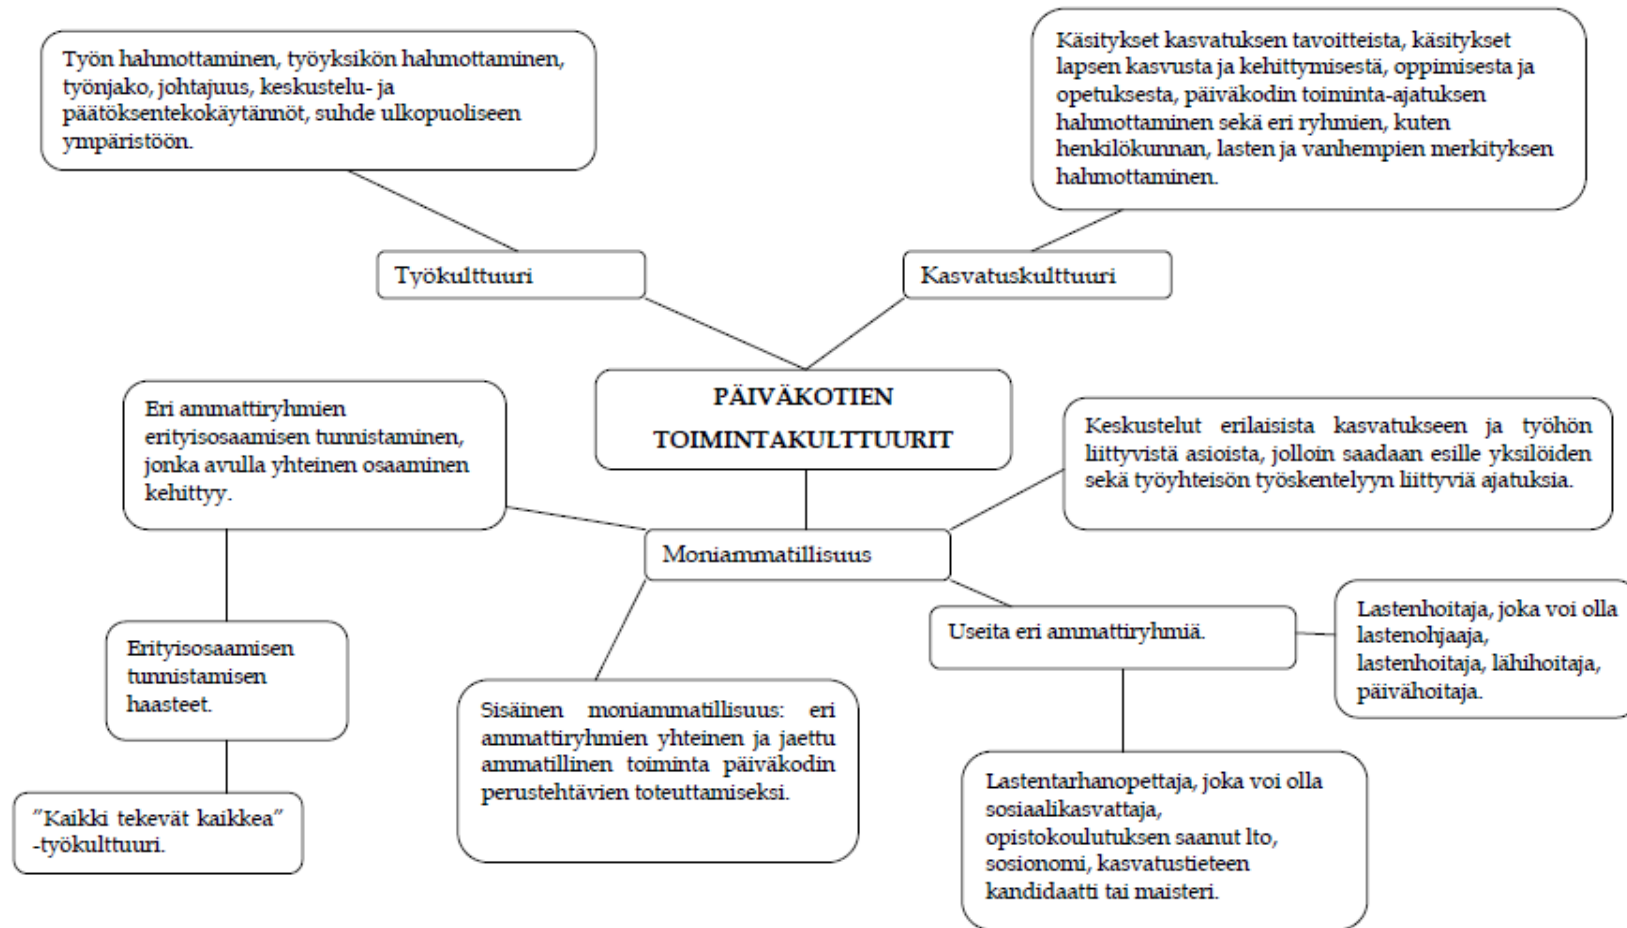 Työn hahmottaminen, työyksikön hahmottaminen,
työnjako, johtajuus, keskustelu- ja
päätöksentekokäytännöt, suhde ulkopuoliseen
ympäristöön.
Käsitykset kasvatuksen tavoitteista, käsitykset
lapsen kasvusta ja kehittymisestä, oppimisesta ja
opetuksesta, päiväkodin toiminta-ajatuksen
hahmottaminen sekä eri ryhmien, kuten
henkilökunnan, lasten ja vanhempien merkityksen
hahmottaminen.
Työkulttuuri
Kasvatuskulttuuri
PÄIVÄKOTIEN
TOIMINTAKULTTUURIT
Eri ammattiryhmien
erityisosaamisen tunnistaminen,
jonka avulla yhteinen osaaminen
kehittyy.
Keskustelut erilaisista kasvatukseen ja työhön
liittyvistä asioista, jolloin saadaan esille yksilöiden
sekä työyhteisön työskentelyyn liittyviä ajatuksia.
Moniammatillisuus
Useita eri ammattiryhmiä.
Lastenhoitaja, joka voi olla
lastenohjaaja,
lastenhoitaja, lähihoitaja,
päivähoitaja.
Erityisosaamisen
tunnistamisen
haasteet.
Sisäinen moniammatillisuus: eri
ammattiryhmien yhteinen ja jaettu
ammatillinen toiminta päiväkodin
perustehtävien toteuttamiseksi.
Lastentarhanopettaja, joka voi olla
sosiaalikasvattaja,
opistokoulutuksen saanut lto,
sosionomi, kasvatustieteen
kandidaatti tai maisteri.
”Kaikki tekevät kaikkea”
-työkulttuuri.